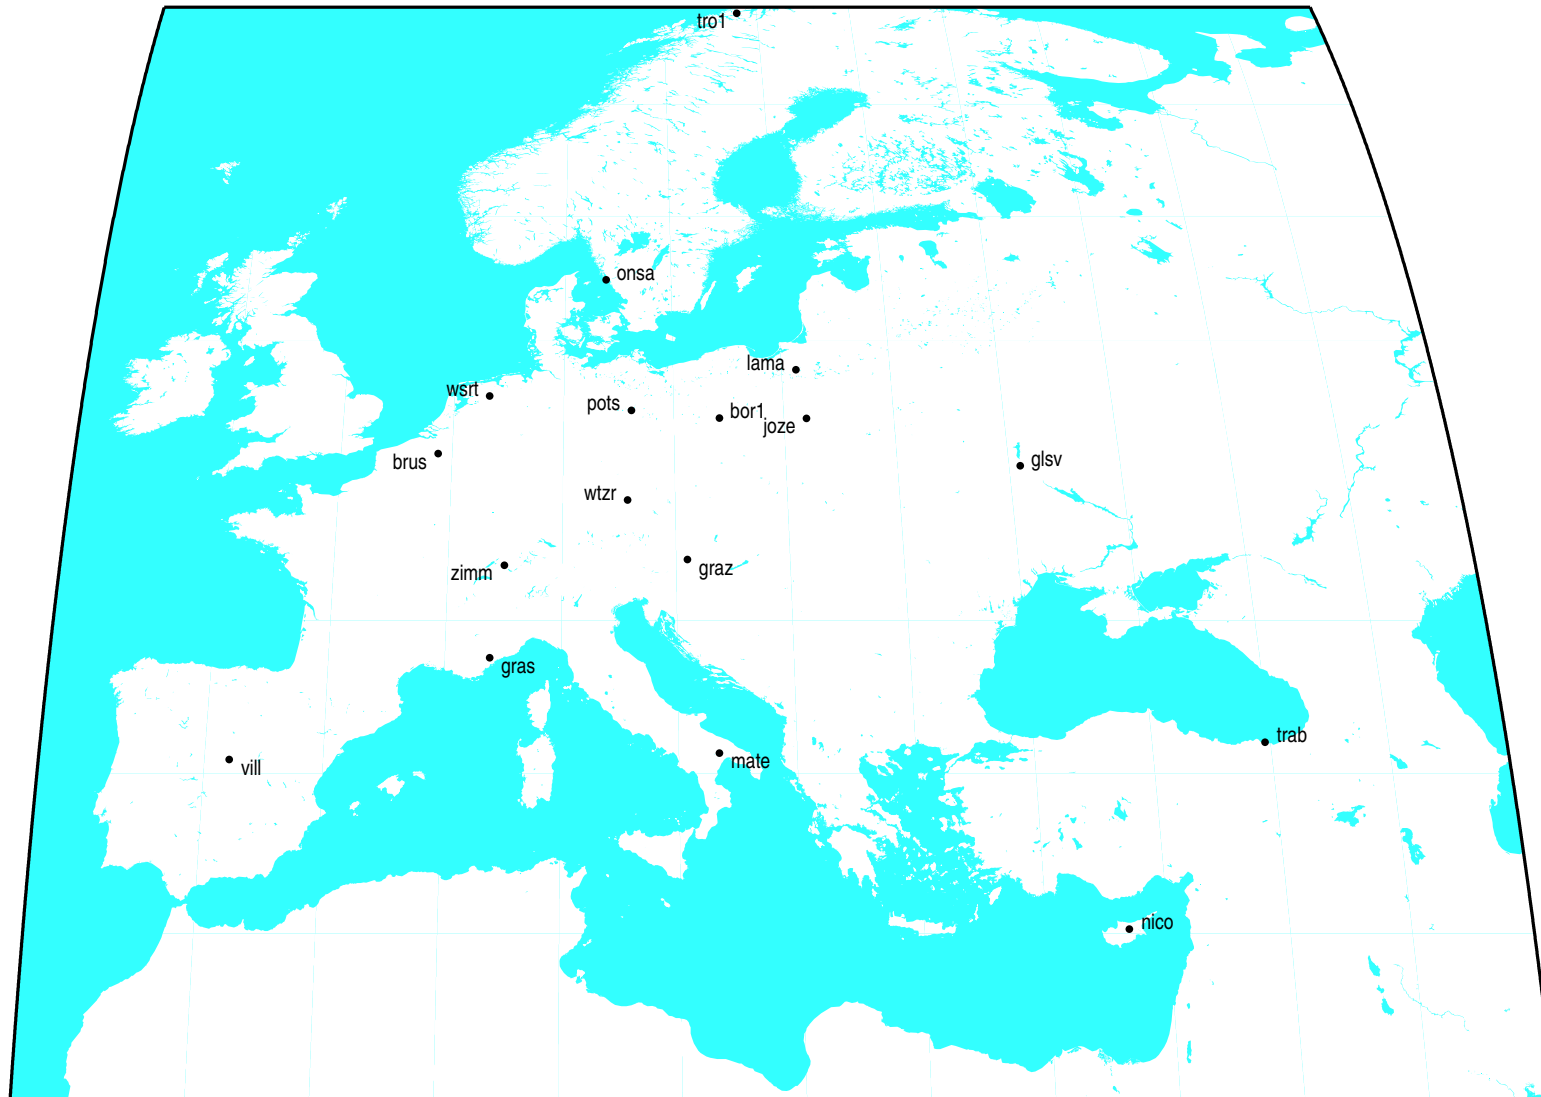 tro1
onsa
lama
wsrt
pots
bor1
joze
brus
glsv
wtzr
zimm
graz
gras
trab
vill
mate
nico